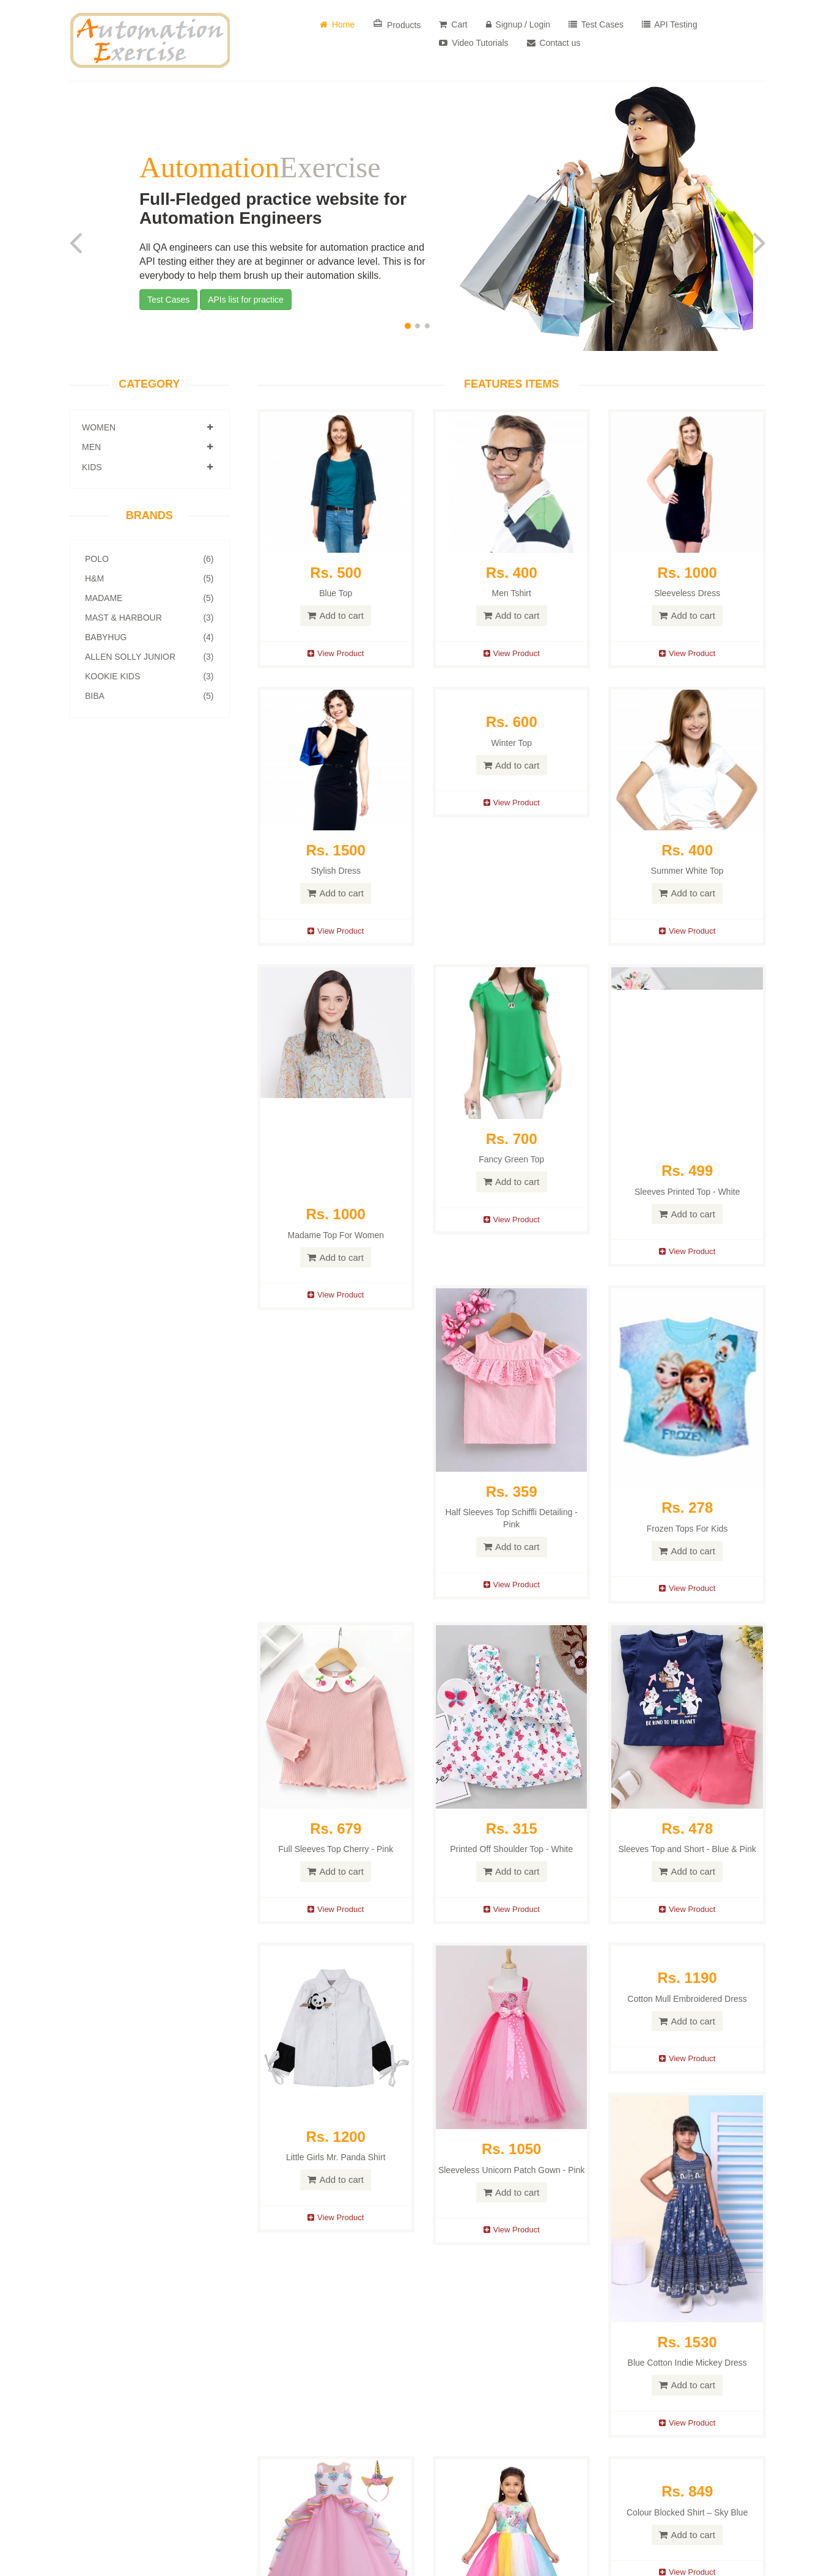 Automation
Exercise
Home
Products
Cart
Signup / Login
Test Cases
API Testing
Video Tutorials
Contact us
AutomationExercise
Full-Fledged practice website for
Automation Engineers
All QA engineers can use this website for automation practice and
API testing either they are at beginner or advance level. This is for
everybody to help them brush up their automation skills.
Test Cases
APIs list for practice
CATEGORY
WOMEN
MEN
KIDS
BRANDS
POLO (6)
H&M (5)
MADAME (5)
MAST & HARBOUR (3)
BABYHUG (4)
ALLEN SOLLY JUNIOR (3)
KOOKIE KIDS (3)
BIBA (5)
FEATURES ITEMS
Rs. 500
Blue Top
Add to cart
View Product
Rs. 400
Men Tshirt
Add to cart
View Product
Rs. 1000
Sleeveless Dress
Add to cart
View Product
Rs. 1500
Stylish Dress
Add to cart
View Product
Rs. 600
Winter Top
Add to cart
View Product
Rs. 400
Summer White Top
Add to cart
View Product
Rs. 1000
Madame Top For Women
Add to cart
View Product
Rs. 700
Fancy Green Top
Add to cart
View Product
Rs. 499
Sleeves Printed Top - White
Add to cart
View Product
Rs. 359
Half Sleeves Top Schiffli Detailing -
Pink
Add to cart
View Product
FROZEN
Rs. 278
Frozen Tops For Kids
Add to cart
View Product
Rs. 679
Full Sleeves Top Cherry - Pink
Add to cart
View Product
Rs. 315
Printed Off Shoulder Top - White
Add to cart
View Product
BE KIND TO THE PLANET
Rs. 478
Sleeves Top and Short - Blue & Pink
Add to cart
View Product
Rs. 1200
Little Girls Mr. Panda Shirt
Add to cart
View Product
Rs. 1050
Sleeveless Unicorn Patch Gown - Pink
Add to cart
View Product
Rs. 1190
Cotton Mull Embroidered Dress
Add to cart
View Product
Rs. 1530
Blue Cotton Indie Mickey Dress
Add to cart
View Product
Rs. 849
Colour Blocked Shirt – Sky Blue
Add to cart
View Product